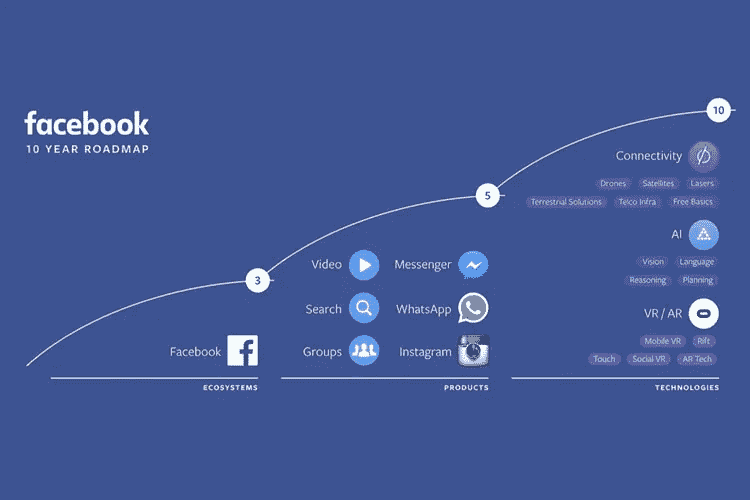 facebook
10 YEAR ROADMAP
3
Facebook
ECOSYSTEMS
5
Video
Messenger
Search
WhatsApp
Groups
Instagram
PRODUCTS
10
Connectivity
Drones Satellites Lasers
Terrestrial Solutions Telco Infra Free Basics
AI
Vision Language
Reasoning Planning
VR / AR
Mobile VR Rift
Touch Social VR AR Tech
TECHNOLOGIES